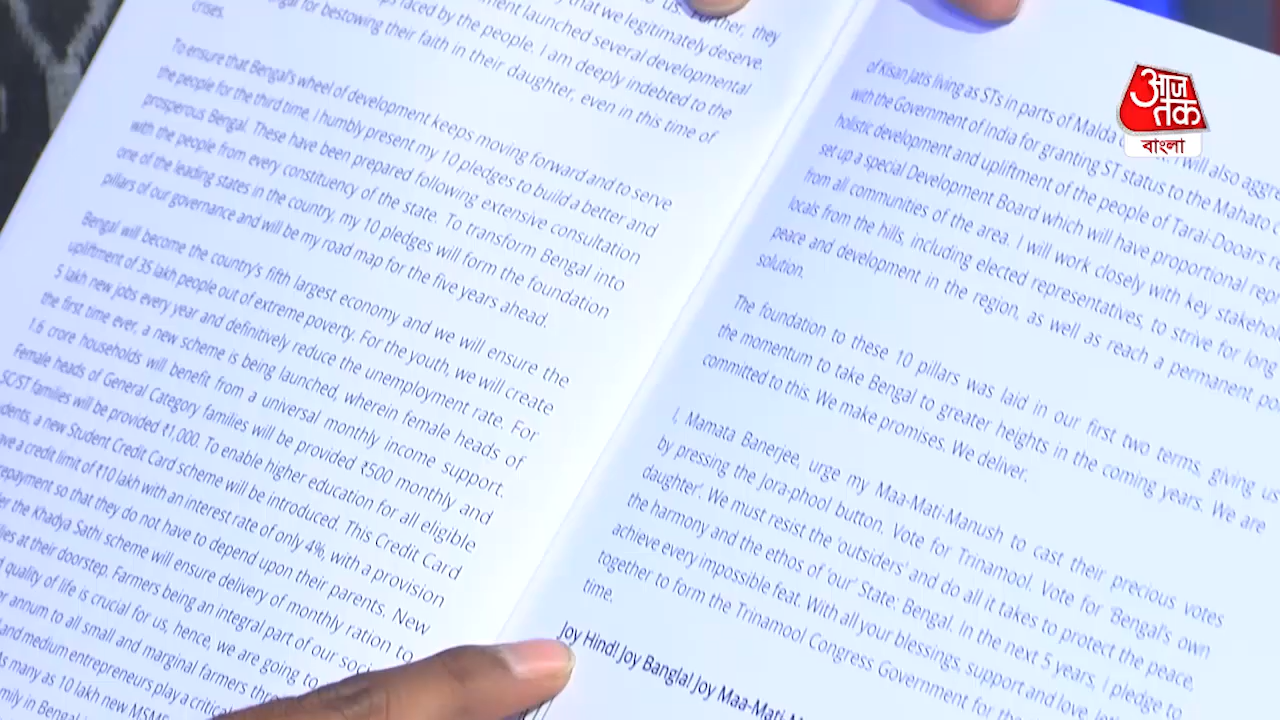 that we legitimately deserve.
us. Further, they
faced by the people. I am deeply indebted to the
launched several developmental
for bestowing their faith in their daughter, even in this time of
crises.
To ensure that Bengal's wheel of development keeps moving forward and to serve
the people for the third time, I humbly present my 10 pledges to build a better and
prosperous Bengal. These have been prepared following extensive consultation
with the people from every constituency of the state. To transform Bengal into
one of the leading states in the country, my 10 pledges will form the foundation
pillars of our governance and will be my road map for the five years ahead.
Bengal will become the country's fifth largest economy and we will ensure the
upliftment of 35 lakh people out of extreme poverty. For the youth, we will create
5 lakh new jobs every year and definitively reduce the unemployment rate. For
the first time ever, a new scheme is being launched, wherein female heads of
1.6 crore households will benefit from a universal monthly income support.
Female heads of General Category families will be provided ₹500 monthly and
SC/ST families will be provided ₹1,000. To enable higher education for all eligible
a new Student Credit Card scheme will be introduced. This Credit Card
a credit limit of ₹10 lakh with an interest rate of only 4%, with a provision
repayment so that they do not have to depend upon their parents. New
the Khadya Sathi scheme will ensure delivery of monthly ration to
at their doorstep. Farmers being an integral part of our
quality of life is crucial for us, hence, we are going to
annum to all small and marginal farmers
and medium entrepreneurs play a critical
many as 10 lakh new
in Bengal
of Kisan Jatis living as STs in parts of Malda I will also
with the Government of India for granting ST status to the Mahato
holistic development and upliftment of the people of Tarai-Dooars
set up a special Development Board which will have proportional
from all communities of the area. I will work closely with key
locals from the hills, including elected representatives, to strive for long
peace and development in the region, as well as reach a permanent
solution.
The foundation to these 10 pillars was laid in our first two terms, giving us
the momentum to take Bengal to greater heights in the coming years. We are
committed to this. We make promises. We deliver.
I, Mamata Banerjee, urge my Maa-Mati-Manush to cast their precious votes
by pressing the Jora-phool button. Vote for Trinamool. Vote for 'Bengal's own
daughter'. We must resist the 'outsiders' and do all it takes to protect the peace,
the harmony and the ethos of 'our' State: Bengal. In the next 5 years, I pledge to
achieve every impossible feat. With all your blessings, support and love,
together to form the Trinamool Congress Government for the
time.
Joy Hind! Joy Bangla! Joy Maa-Mati-
आज
तक
বাংলা